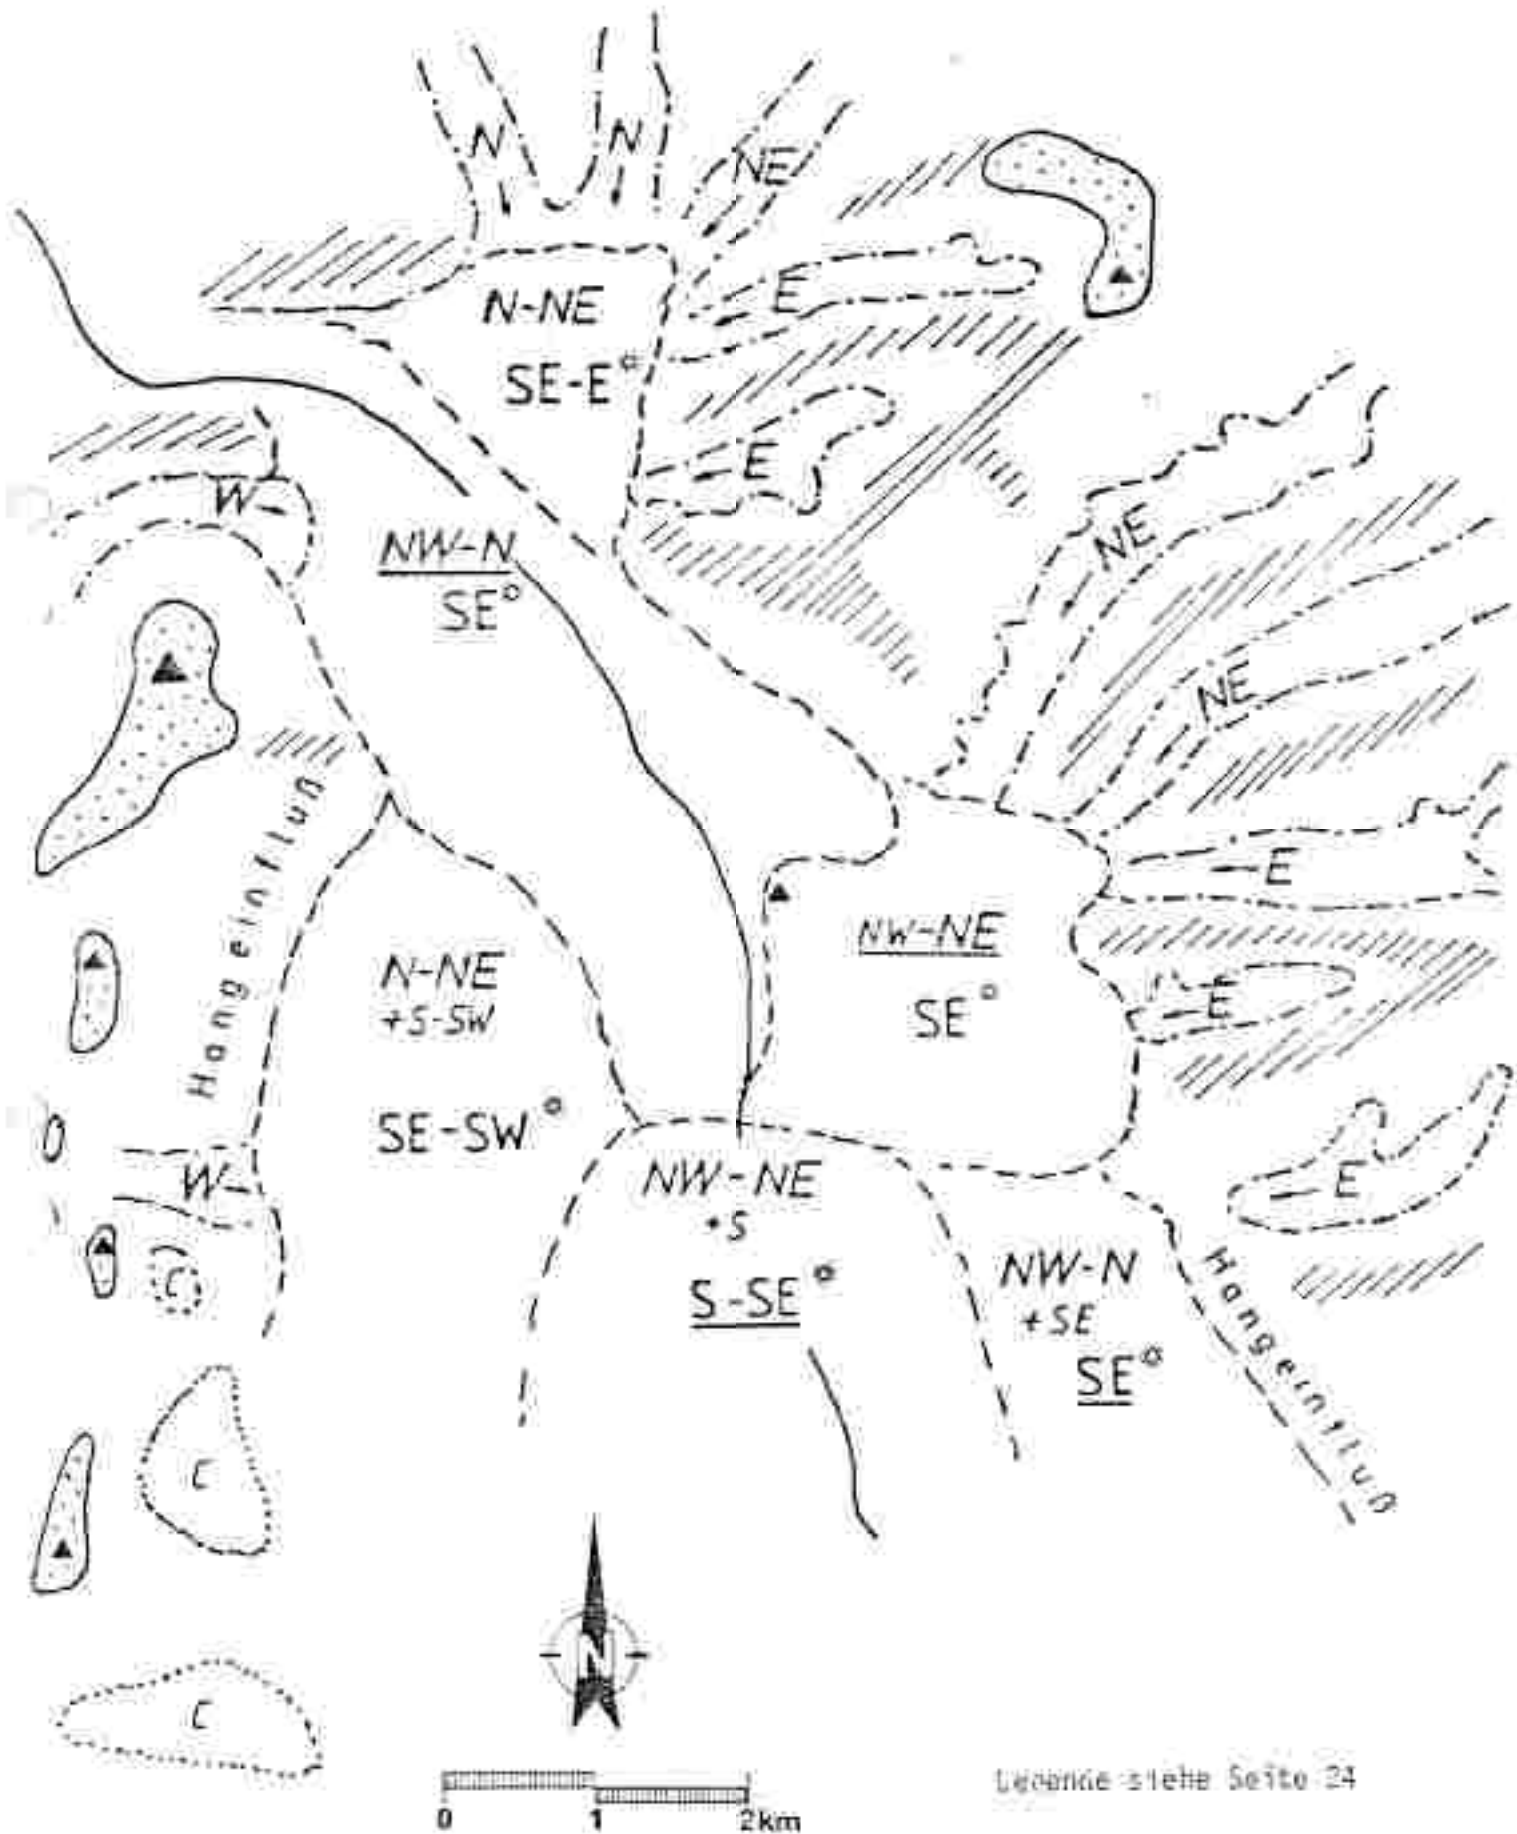 N
N
NE
E
N-NE
SE-E°
E
W
NW-N
SE°
NE
NE
E
Hangeinfluß
NW-NE
SE°
E
N-NE
+S-SW
SE-SW°
W
NW-NE
+S
S-SE°
E
NW-N
+SE
SE°
Hangeinfluß
C
C
C
N
0 1 2km
Legende siehe Seite 24